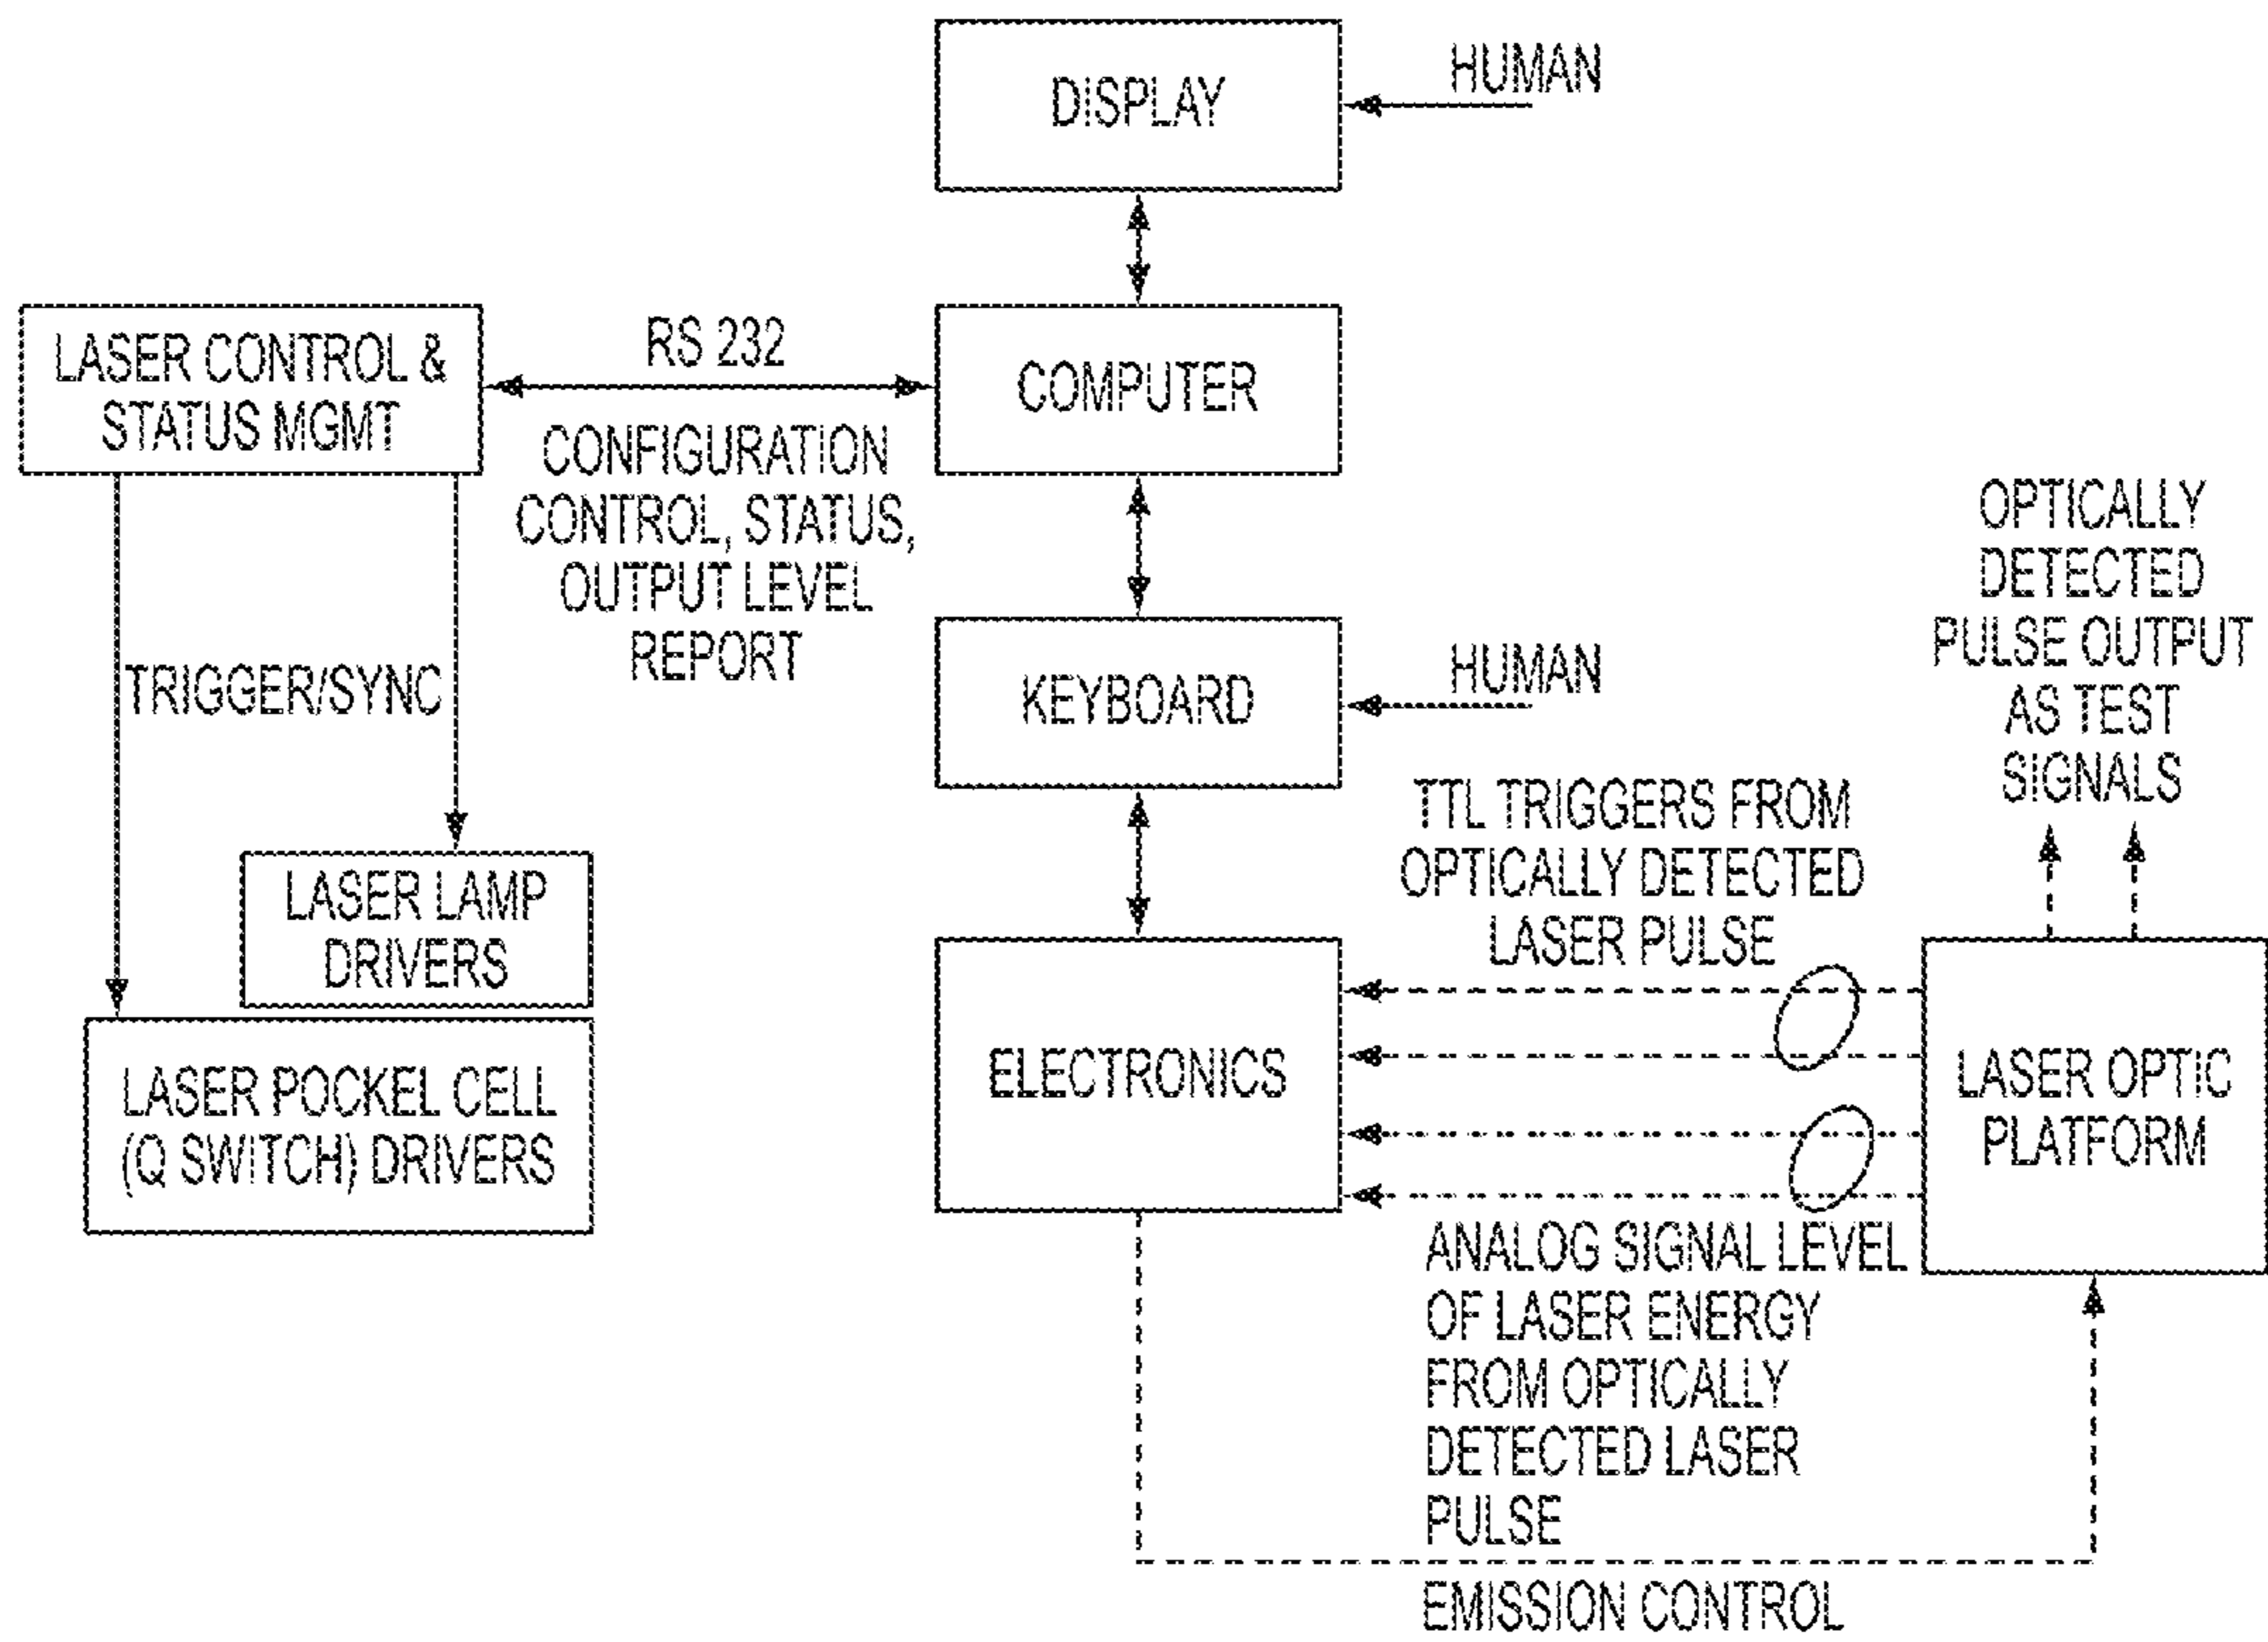 DISPLAY
HUMAN
LASER CONTROL &
STATUS MGMT
RS 232
COMPUTER
CONFIGURATION
CONTROL, STATUS,
OUTPUT LEVEL
REPORT
TRIGGER/SYNC
KEYBOARD
HUMAN
OPTICALLY
DETECTED
PULSE OUTPUT
AS TEST
SIGNALS
LASER LAMP
DRIVERS
LASER POCKEL CELL
(Q SWITCH) DRIVERS
TTL TRIGGERS FROM
OPTICALLY DETECTED
LASER PULSE
ELECTRONICS
LASER OPTIC
PLATFORM
ANALOG SIGNAL LEVEL
OF LASER ENERGY
FROM OPTICALLY
DETECTED LASER
PULSE
EMISSION CONTROL